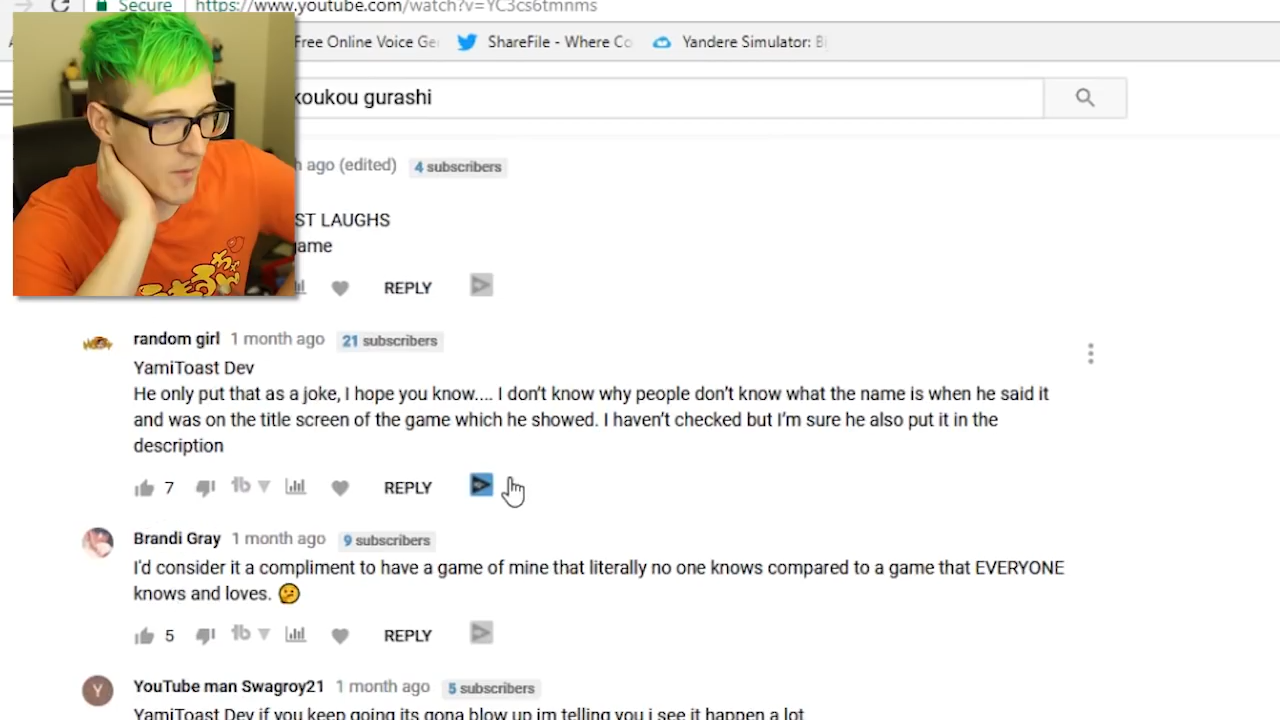 Secure https://www.youtube.com/watch?v=YC3cs6tmnms
Free Online Voice Ge ShareFile - Where Co Yandere Simulator: B
koukou gurashi
h ago (edited) 4 subscribers
ST LAUGHS
game
REPLY
random girl 1 month ago 21 subscribers
YamiToast Dev
He only put that as a joke, I hope you know.... I don't know why people don't know what the name is when he said it
and was on the title screen of the game which he showed. I haven't checked but I'm sure he also put it in the
description
7 REPLY
Brandi Gray 1 month ago 9 subscribers
I'd consider it a compliment to have a game of mine that literally no one knows compared to a game that EVERYONE
knows and loves. 🤔
5 REPLY
Y YouTube man Swagroy21 1 month ago 5 subscribers
YamiToast Dev if you keep going its gona blow up im telling you i see it happen a lot